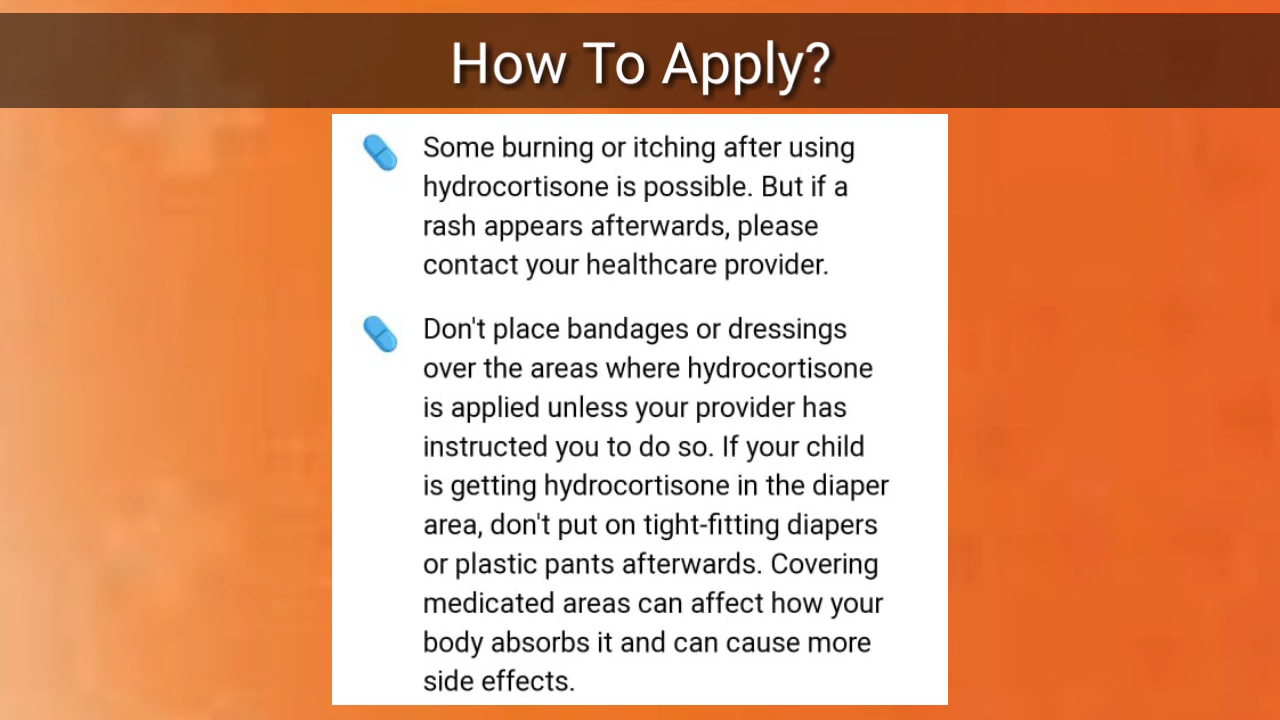 How To Apply?
Some burning or itching after using
hydrocortisone is possible. But if a
rash appears afterwards, please
contact your healthcare provider.
Don't place bandages or dressings
over the areas where hydrocortisone
is applied unless your provider has
instructed you to do so. If your child
is getting hydrocortisone in the diaper
area, don't put on tight-fitting diapers
or plastic pants afterwards. Covering
medicated areas can affect how your
body absorbs it and can cause more
side effects.